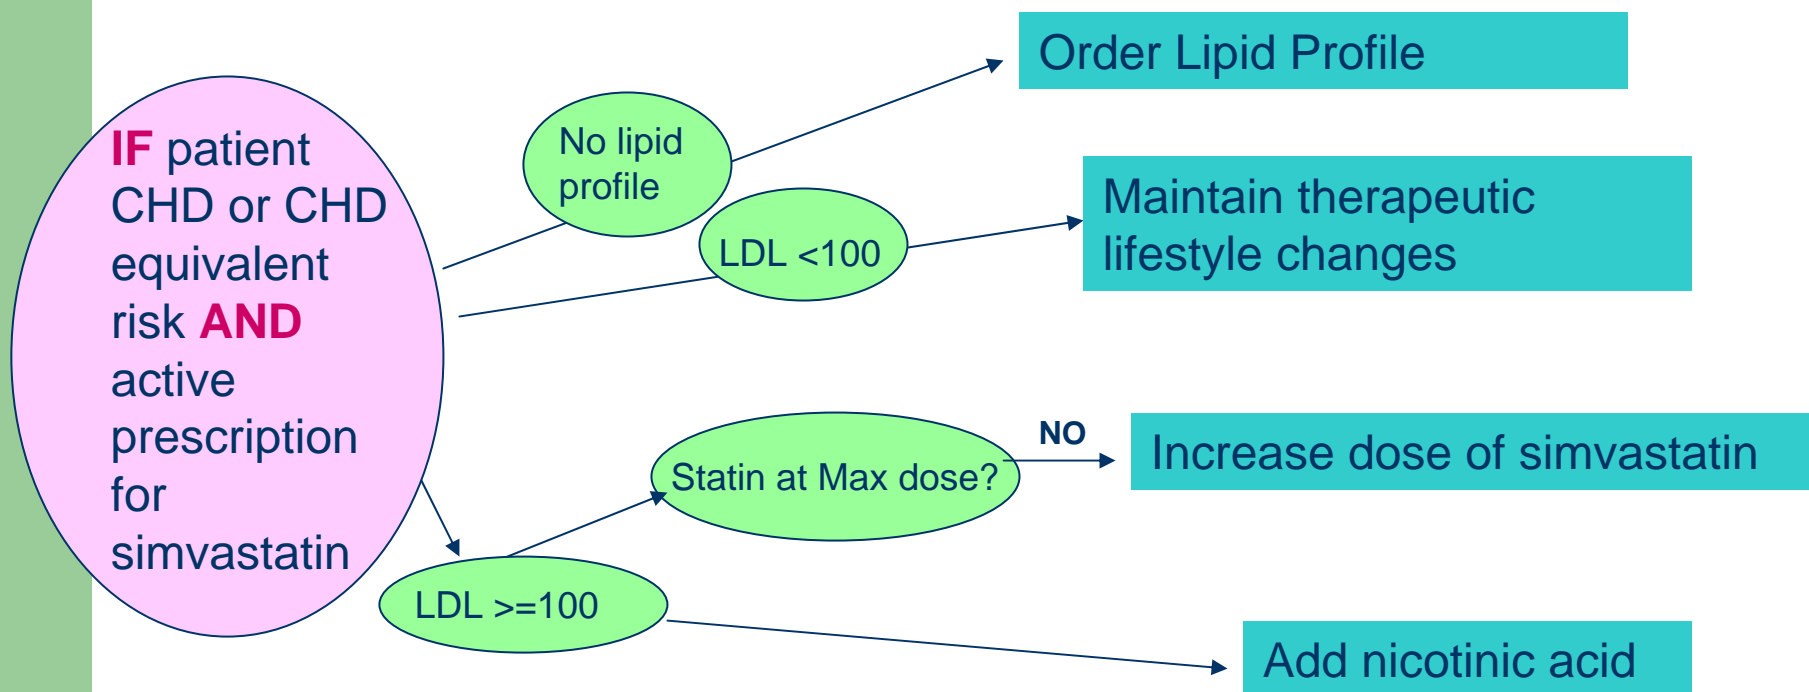 IF patient
CHD or CHD
equivalent
risk AND
active
prescription
for
simvastatin
No lipid
profile
Order Lipid Profile
LDL <100
Maintain therapeutic
lifestyle changes
Statin at Max dose?
NO
Increase dose of simvastatin
LDL >=100
Add nicotinic acid